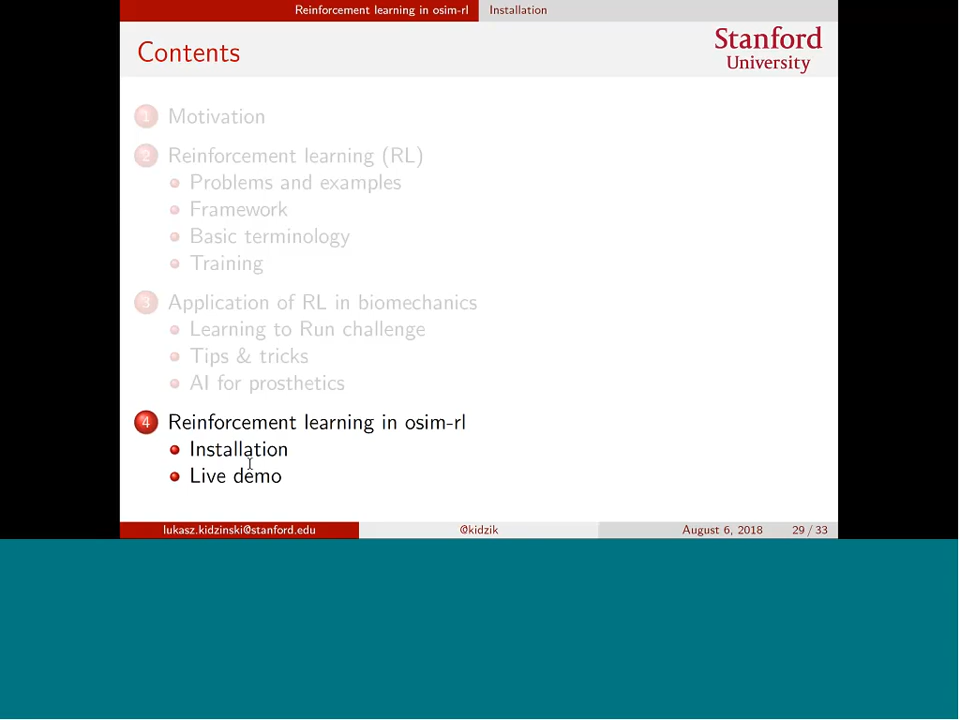 Reinforcement learning in osim-rl Installation
Contents
Stanford
University
1 Motivation
2 Reinforcement learning (RL)
Problems and examples
Framework
Basic terminology
Training
3 Application of RL in biomechanics
Learning to Run challenge
Tips & tricks
AI for prosthetics
4 Reinforcement learning in osim-rl
Installation
Live demo
lukasz.kidzinski@stanford.edu @kidzik August 6, 2018 29 / 33